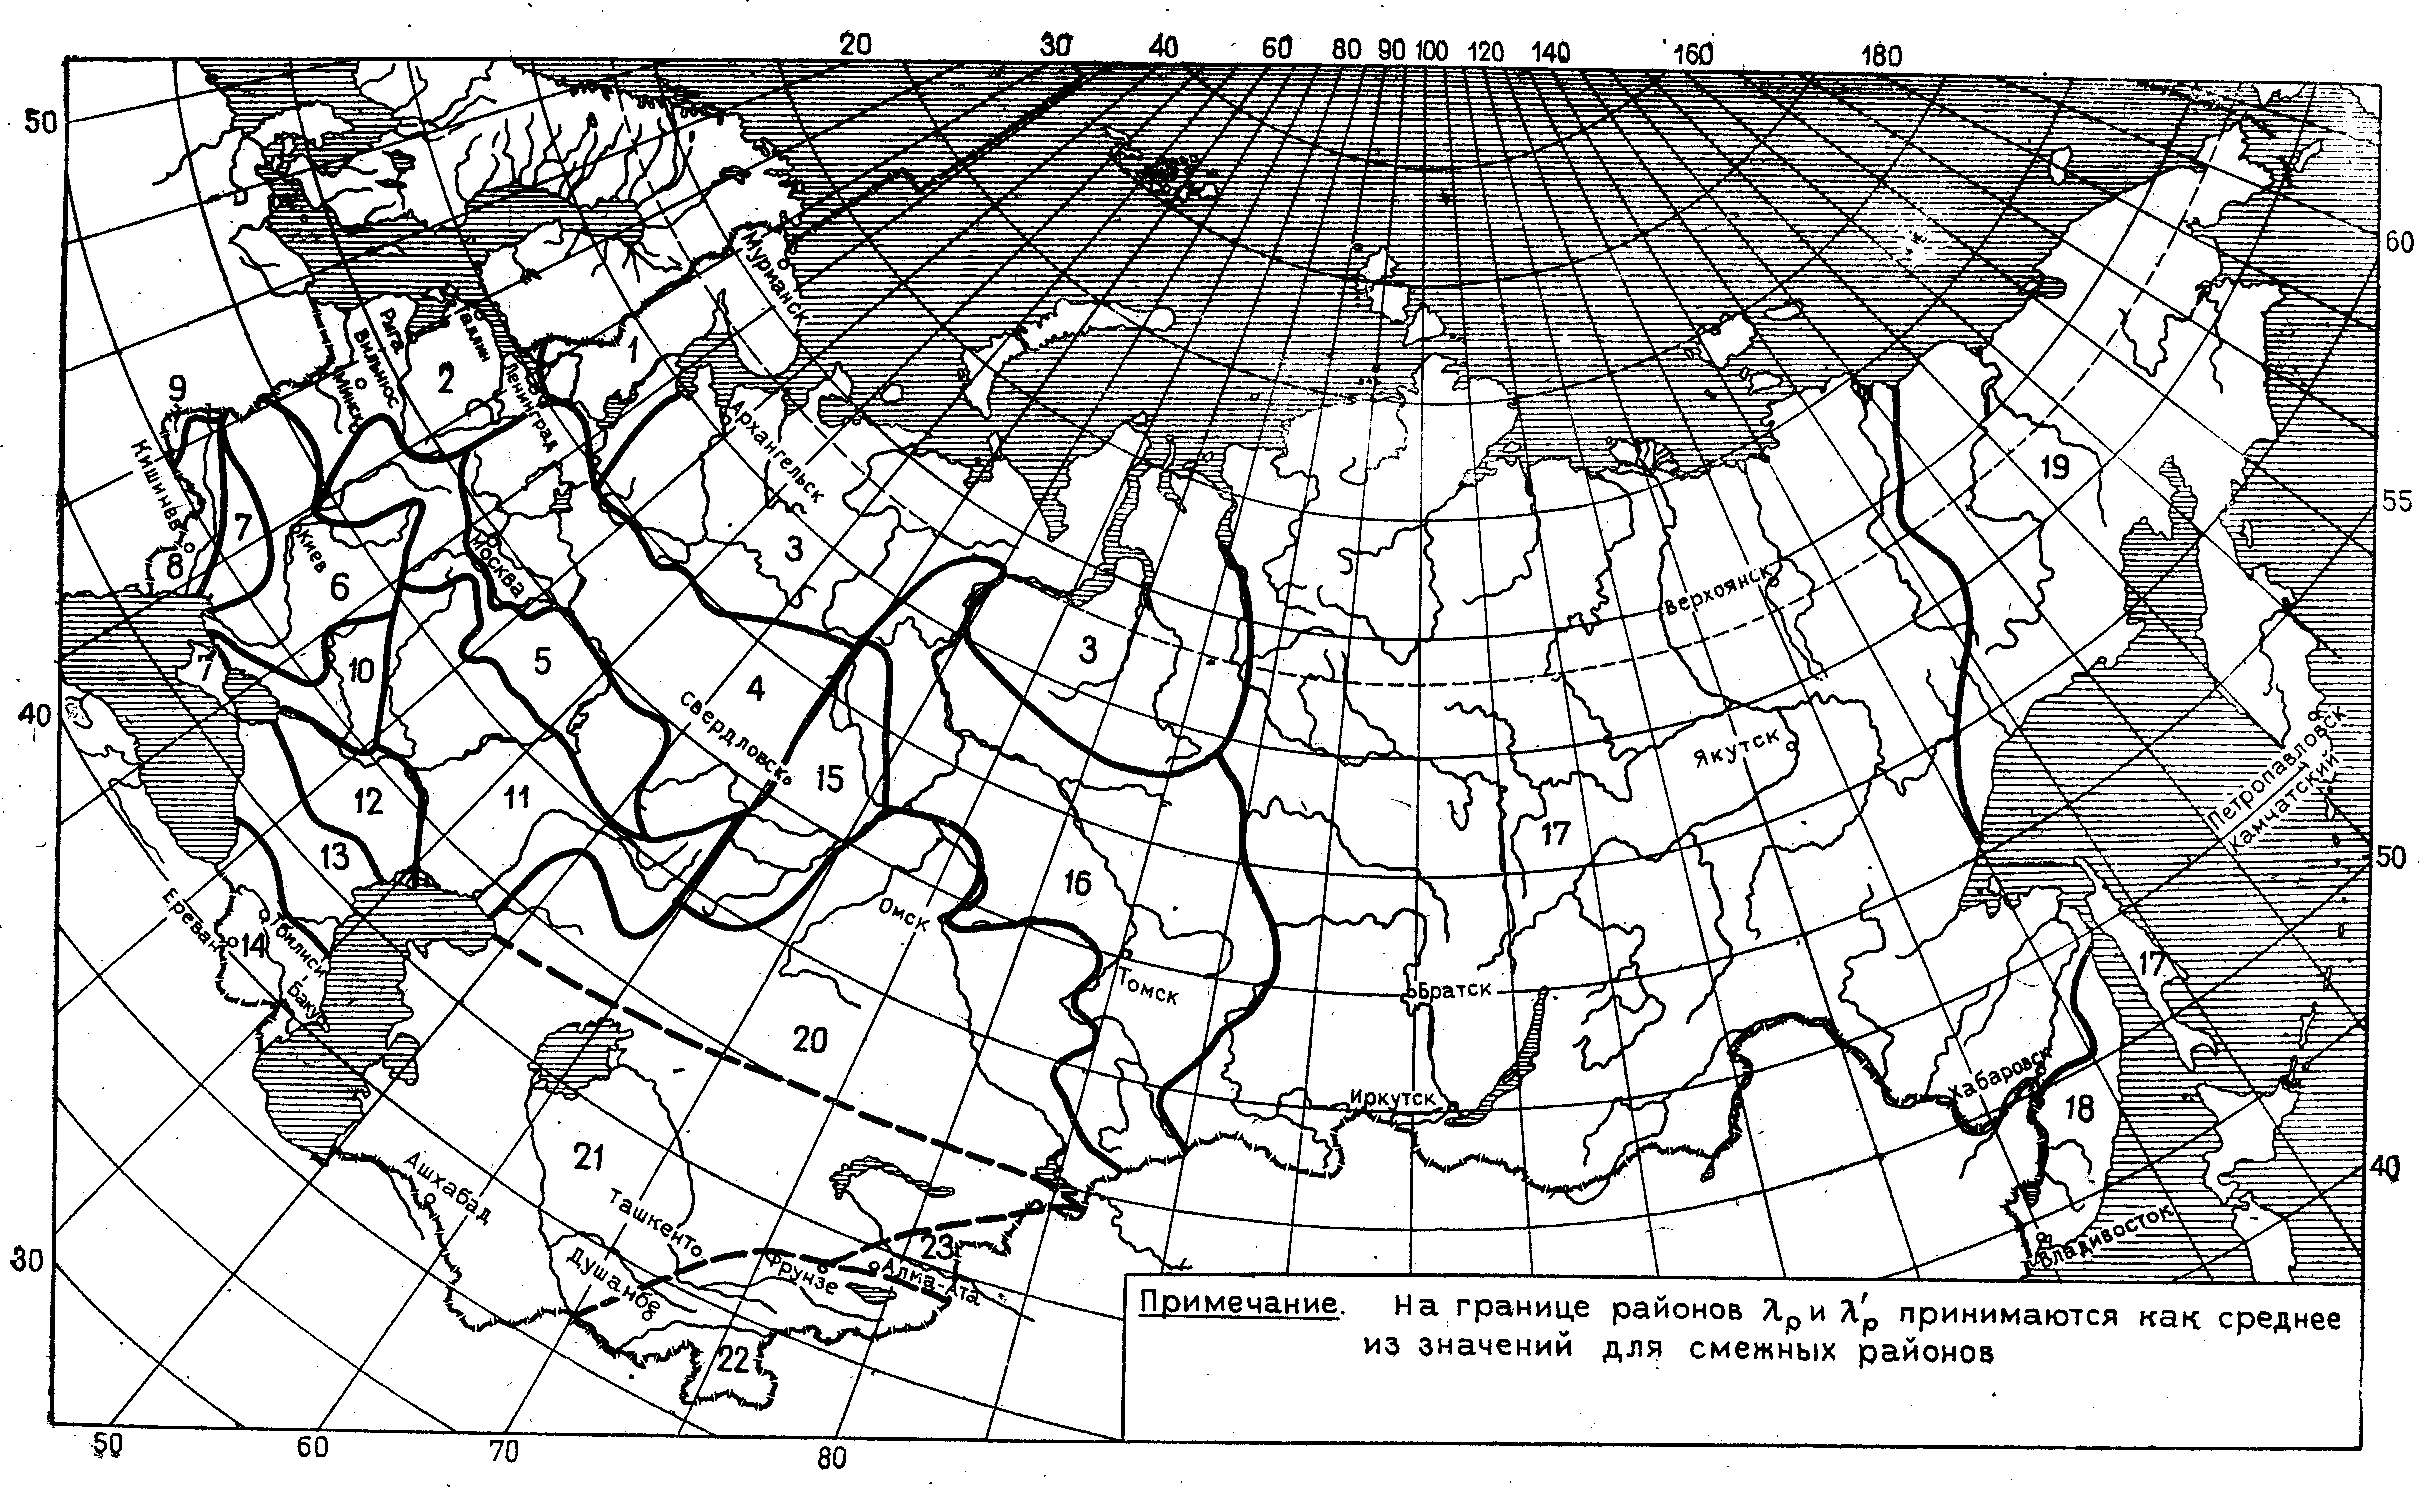 20 30 40 60 80 90 100 120 140 160 180
50
60
Мурманск
Рига
Таллин
Вильнюс
Минск
1
2
9
Ленинград
Архангельск
Кишинев
19
55
7
3
Киев
Москва
8
6
Верхоянск
3
5
7
10
4
Свердловск
40
Петропавловск
Камчатский
Якутск
15
12
11
17
13
50
16
Омск
Ереван
14
Тбилиси
Баку
17
Томск
Братск
20
Иркутск
Хабаровск
18
21
40
Ашхабад
Ташкент
Владивосток
23
30
Душанбе
Фрунзе
Алма-Ата
22
Примечание. На границе районов λр и λ′р принимаются как среднее
из значений для смежных районов
50 60 70 80